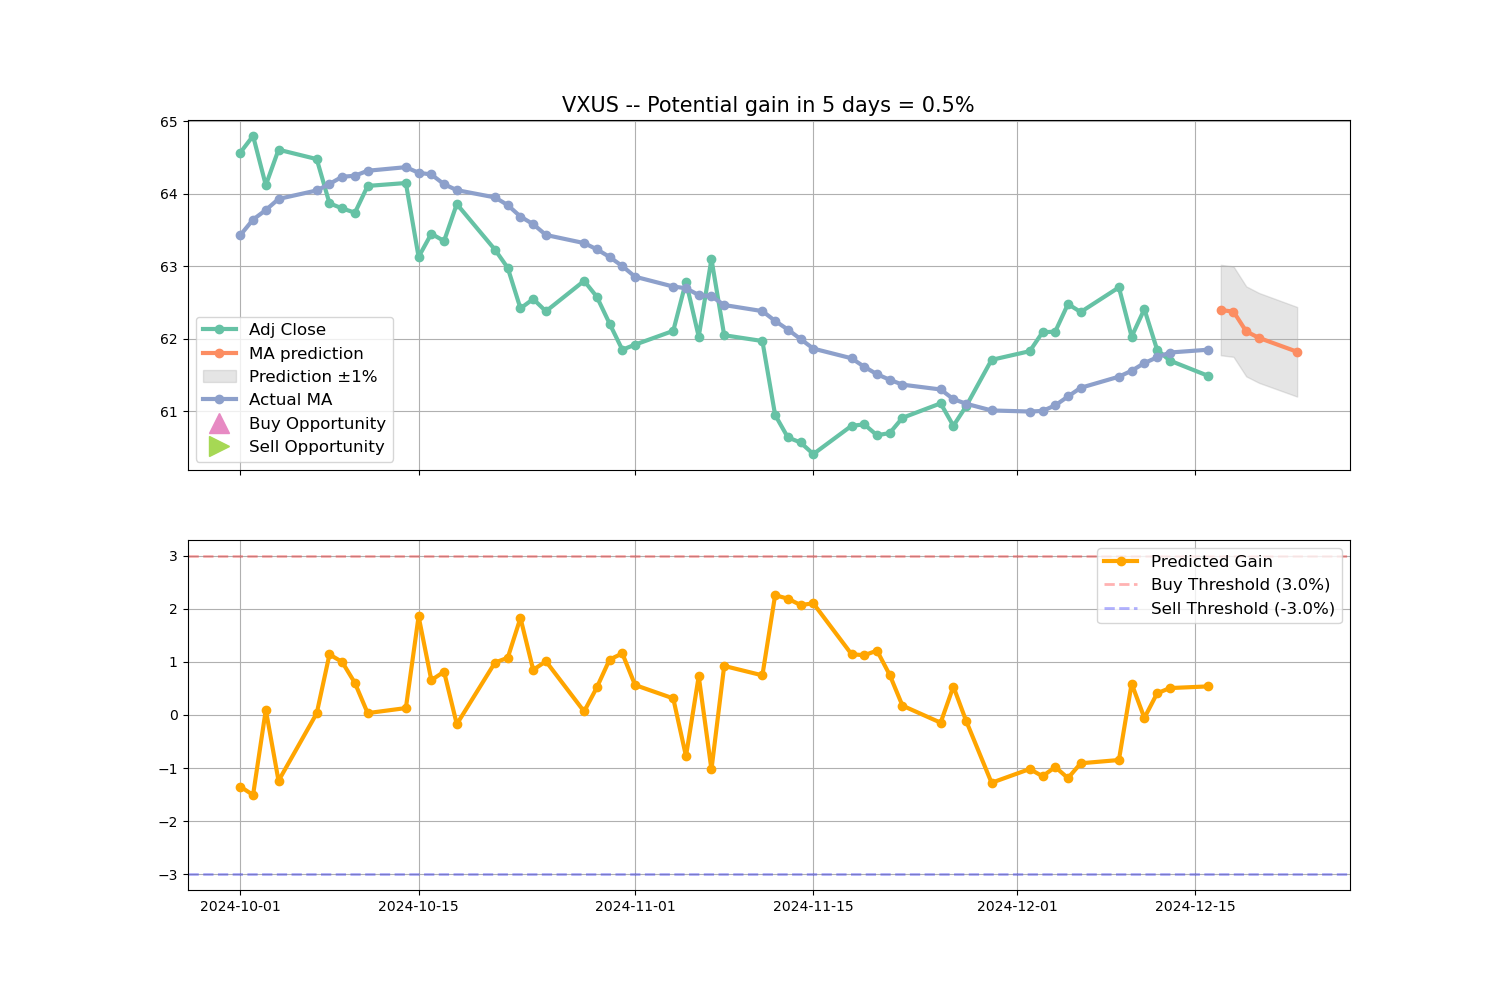 VXUS -- Potential gain in 5 days = 0.5%
65
64
63
62
61
Adj Close
MA prediction
Prediction ±1%
Actual MA
Buy Opportunity
Sell Opportunity
3
2
1
0
−1
−2
−3
Predicted Gain
Buy Threshold (3.0%)
Sell Threshold (-3.0%)
2024-10-01
2024-10-15
2024-11-01
2024-11-15
2024-12-01
2024-12-15